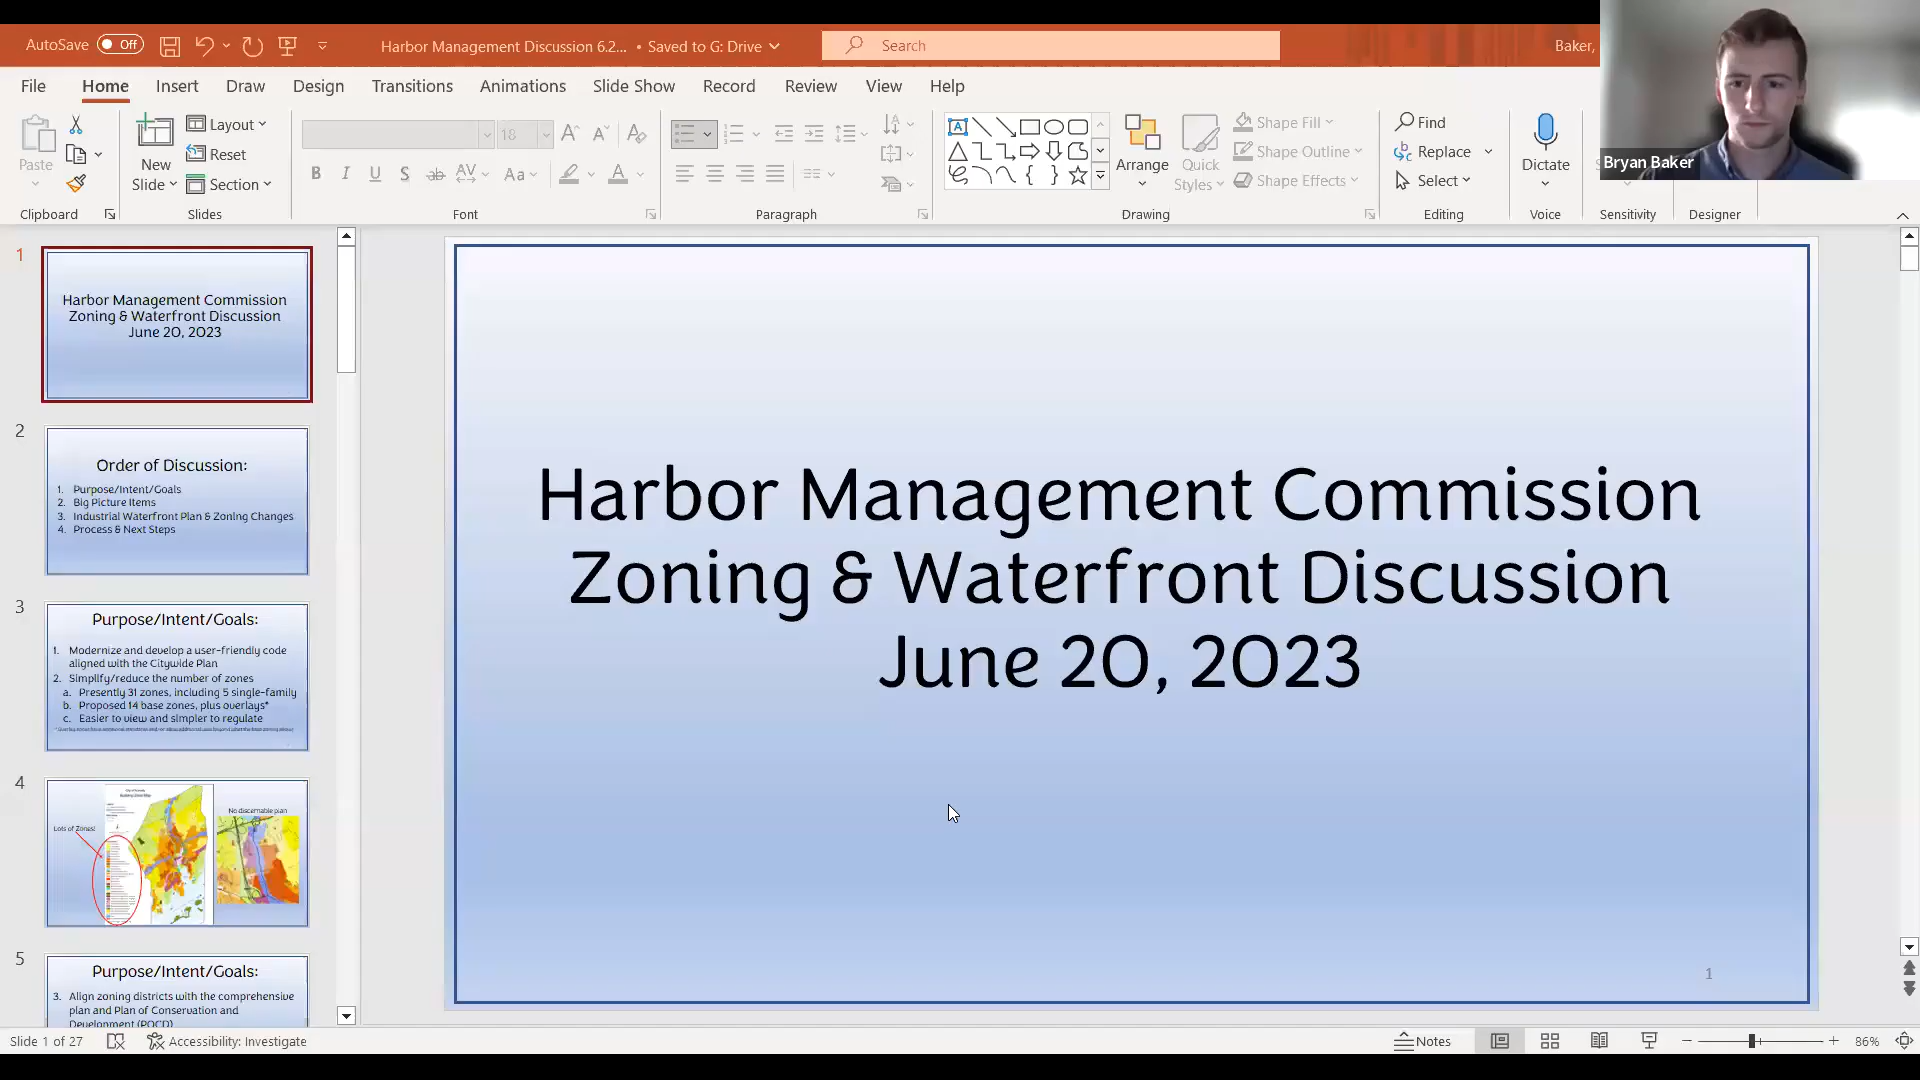 AutoSave Off
Harbor Management Discussion 6.2... • Saved to G: Drive
Search
Baker,
File Home Insert Draw Design Transitions Animations Slide Show Record Review View Help
Paste
New Slide
Layout
Reset
Section
18
Aa
Arrange
Quick Styles
Shape Fill
Shape Outline
Shape Effects
Find
Replace
Select
Dictate
Clipboard Slides Font Paragraph Drawing Editing Voice Sensitivity Designer
Bryan Baker
1
Harbor Management Commission
Zoning & Waterfront Discussion
June 20, 2023
2
Order of Discussion:
1. Purpose/Intent/Goals
2. Big Picture Items
3. Industrial Waterfront Plan & Zoning Changes
4. Process & Next Steps
3
Purpose/Intent/Goals:
1. Modernize and develop a user-friendly code
aligned with the Citywide Plan
2. Simplify/reduce the number of zones
a. Presently 31 zones, including 5 single-family
b. Proposed 14 base zones, plus overlays*
c. Easier to view and simpler to regulate
4
Lots of Zones!
No discernable plan
5
Purpose/Intent/Goals:
3. Align zoning districts with the comprehensive
plan and Plan of Conservation and
Development (POCD)
Harbor Management Commission
Zoning & Waterfront Discussion
June 20, 2023
1
Slide 1 of 27
Accessibility: Investigate
Notes
86%